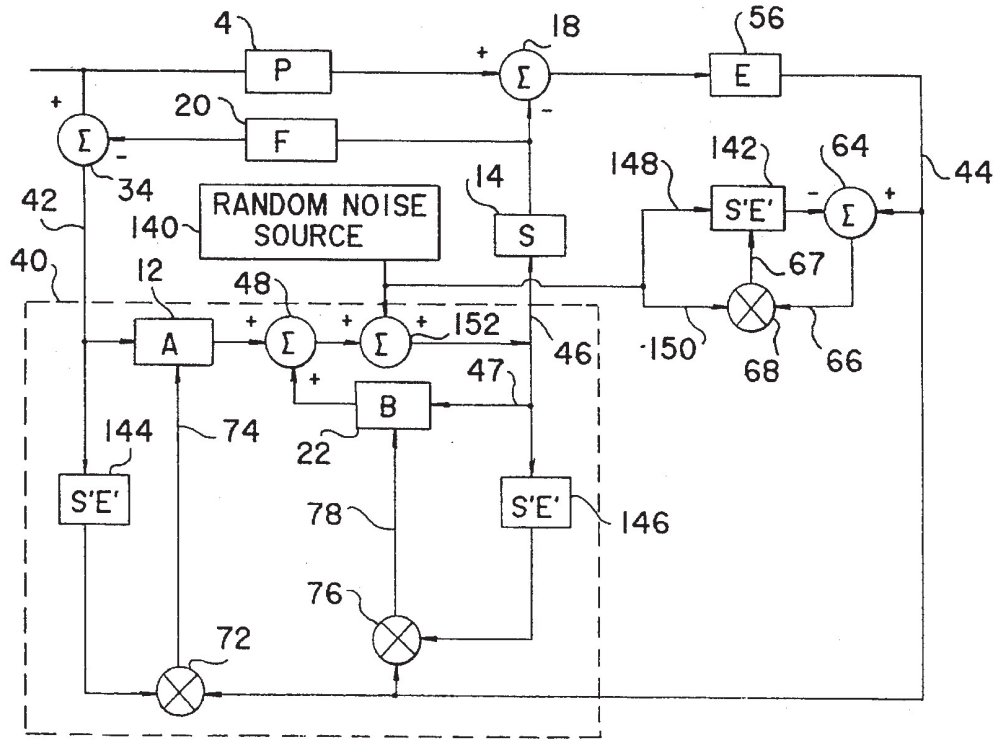 4 18 56
+ P + Σ E
+ 20 -
Σ F
- 148 142 64 44
34 14 - +
42 RANDOM NOISE S S'E' Σ
140 SOURCE
67
40 12 48
+ + + 152 46 -150 68 66
A Σ Σ
+ 47
B
144 74 22
S'E' S'E'
78 146
76
72